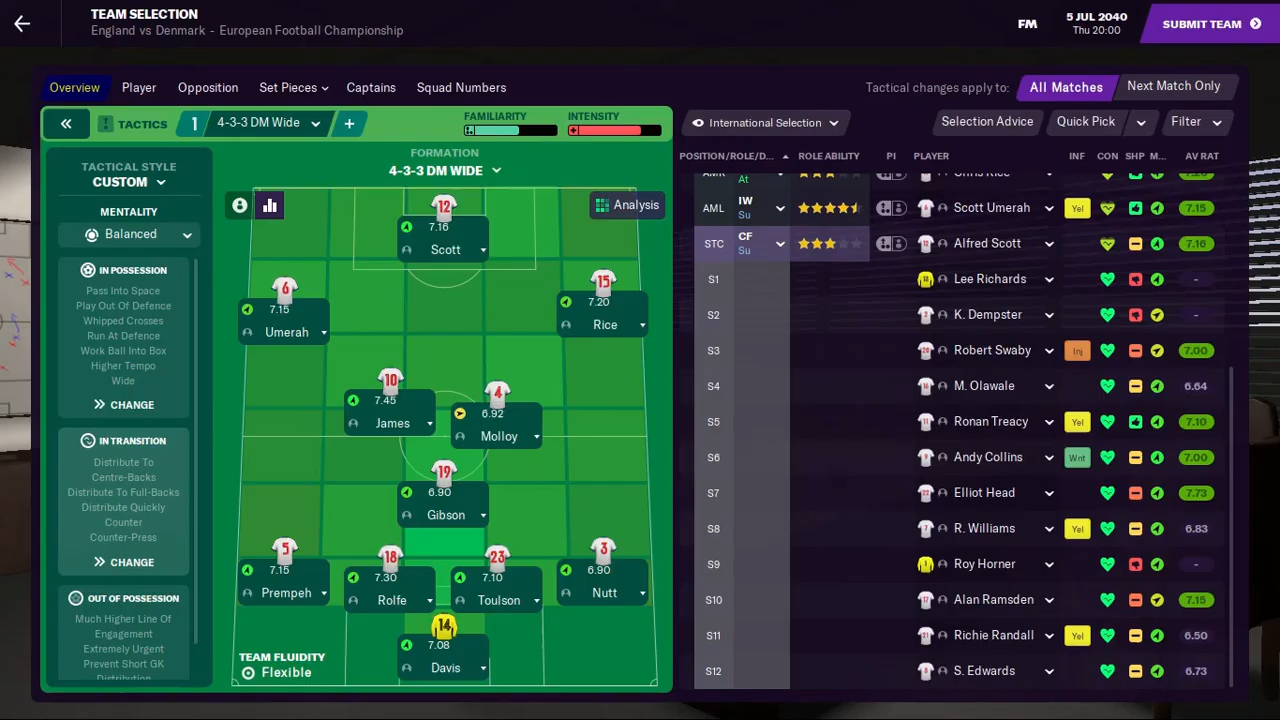 TEAM SELECTION
England vs Denmark - European Football Championship
FM
5 JUL 2040
Thu 20:00
SUBMIT TEAM
Overview
Player
Opposition
Set Pieces
Captains
Squad Numbers
Tactical changes apply to:
All Matches
Next Match Only
TACTICS
1
4-3-3 DM Wide
+
FAMILIARITY
INTENSITY
International Selection
Selection Advice
Quick Pick
Filter
TACTICAL STYLE
CUSTOM
MENTALITY
Balanced
IN POSSESSION
Pass Into Space
Play Out Of Defence
Whipped Crosses
Run At Defence
Work Ball Into Box
Higher Tempo
Wide
CHANGE
IN TRANSITION
Distribute To
Centre-Backs
Distribute To Full-Backs
Distribute Quickly
Counter
Counter-Press
CHANGE
OUT OF POSSESSION
Much Higher Line Of
Engagement
Extremely Urgent
Prevent Short GK
Distribution
FORMATION
4-3-3 DM WIDE
Analysis
12
7.16
Scott
6
7.15
Umerah
15
7.20
Rice
10
7.45
James
4
6.92
Molloy
19
6.90
Gibson
5
7.15
Prempeh
18
7.30
Rolfe
23
7.10
Toulson
3
6.90
Nutt
14
7.08
Davis
TEAM FLUIDITY
Flexible
POSITION/ROLE/D... ROLE ABILITY PI PLAYER INF CON SHP M... AV RAT
AMR At Chris Rice 7.20
AML IW Su Scott Umerah Yel 7.15
STC CF Su Alfred Scott 7.16
S1 Lee Richards -
S2 K. Dempster -
S3 Robert Swaby Inj 7.00
S4 M. Olawale 6.64
S5 Ronan Treacy Yel 7.10
S6 Andy Collins Wnt 7.00
S7 Elliot Head 7.73
S8 R. Williams Yel 6.83
S9 Roy Horner -
S10 Alan Ramsden 7.15
S11 Richie Randall Yel 6.50
S12 S. Edwards 6.73